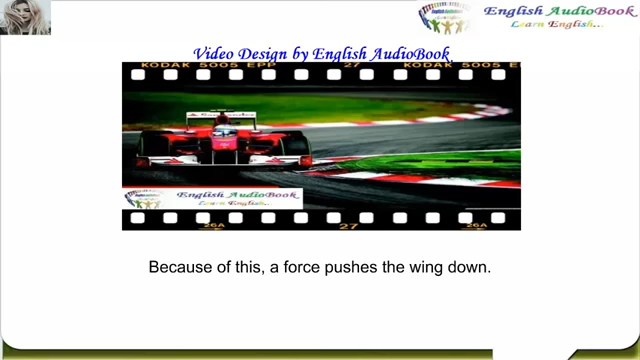 English AudioBook
Learn English...
Video Design by English AudioBook
KODAK 5005 EPP 27 KODAK 5005 E
Santander
English AudioBook
Learn English...
26A 27 26A
Because of this, a force pushes the wing down.